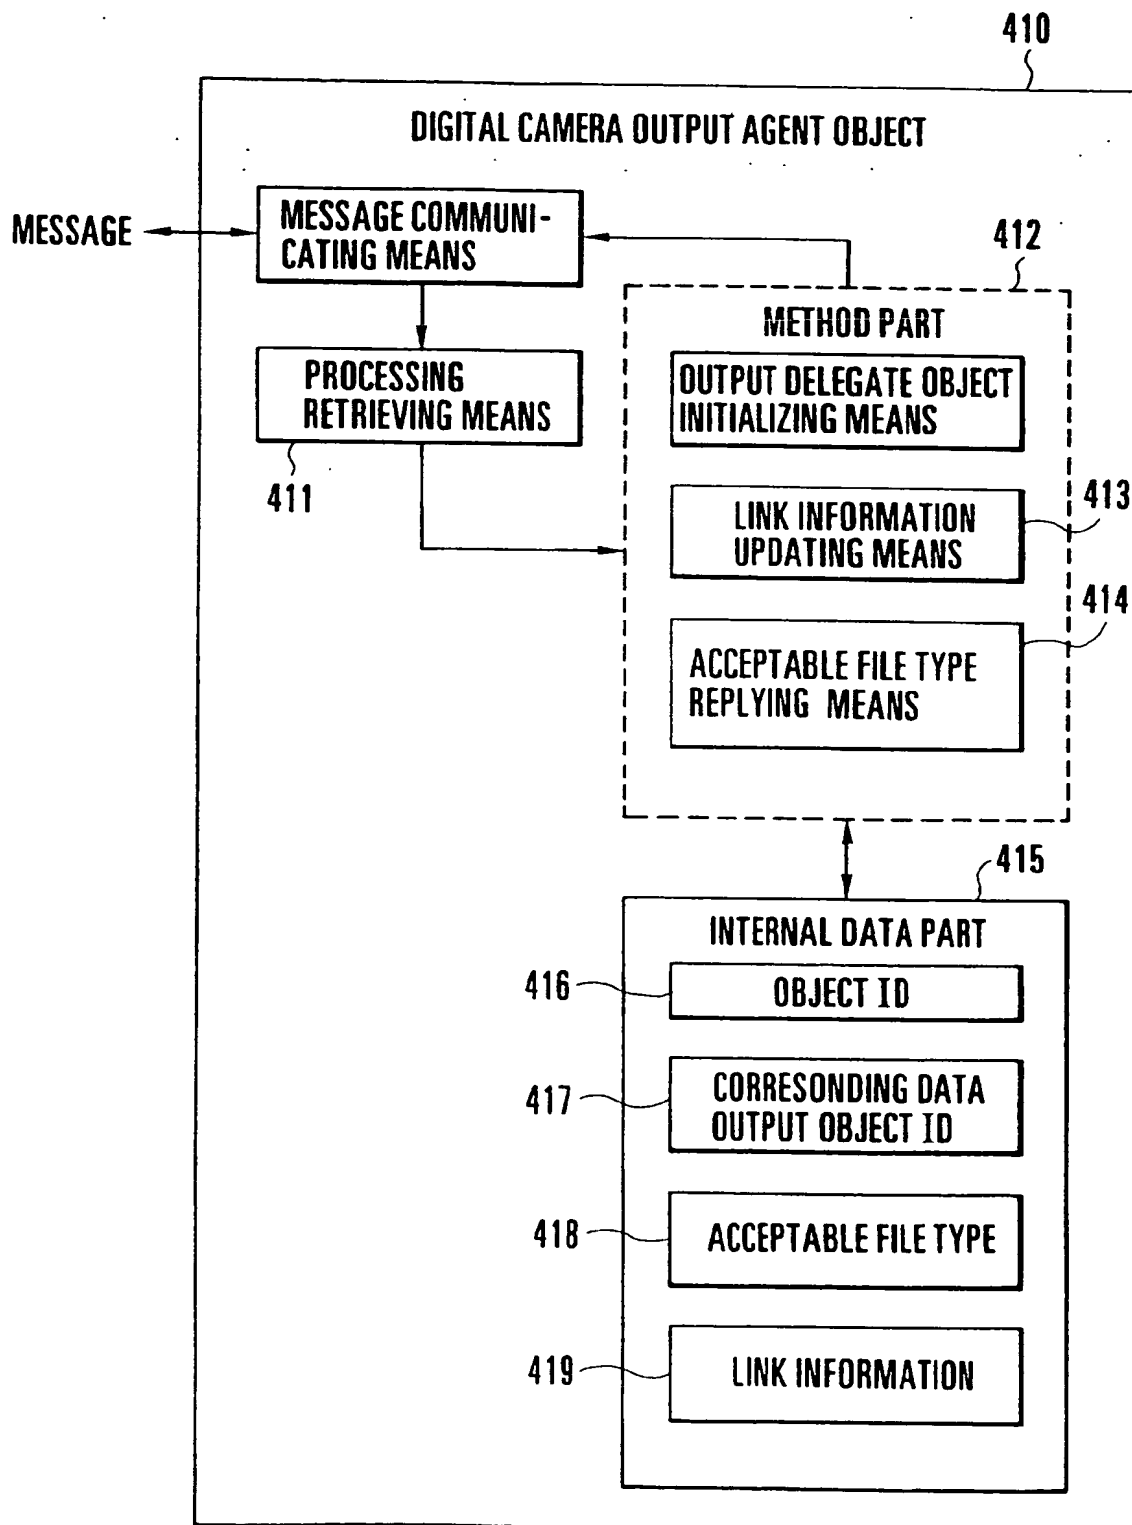 410
DIGITAL CAMERA OUTPUT AGENT OBJECT
MESSAGE
MESSAGE COMMUNI-
CATING MEANS
412
METHOD PART
PROCESSING
RETRIEVING MEANS
411
OUTPUT DELEGATE OBJECT
INITIALIZING MEANS
LINK INFORMATION
UPDATING MEANS
413
414
ACCEPTABLE FILE TYPE
REPLYING MEANS
415
INTERNAL DATA PART
416
OBJECT ID
417
CORRESONDING DATA
OUTPUT OBJECT ID
418
ACCEPTABLE FILE TYPE
419
LINK INFORMATION